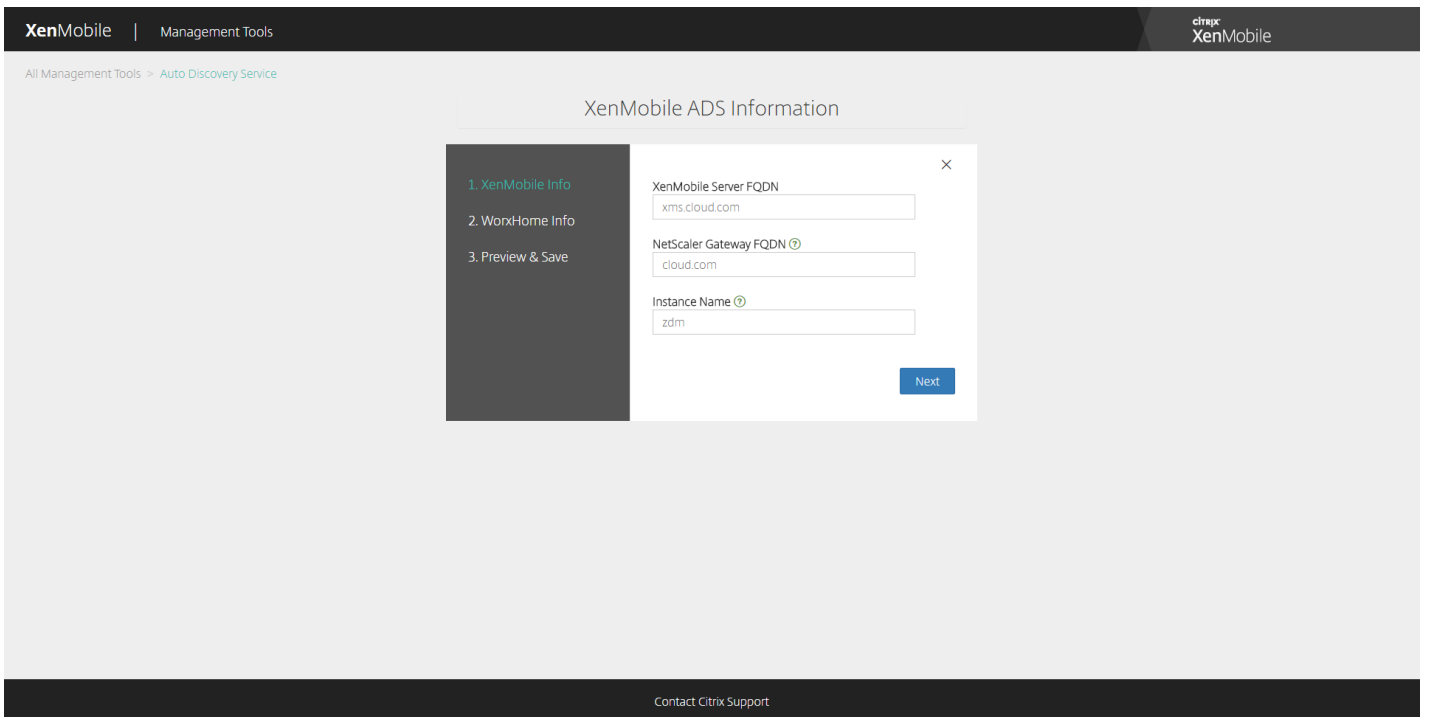 XenMobile | Management Tools
CİTRIX
XenMobile
All Management Tools > Auto Discovery Service
XenMobile ADS Information
1. XenMobile Info
2. WorxHome Info
3. Preview & Save
XenMobile Server FQDN
xms.cloud.com
NetScaler Gateway FQDN ?
cloud.com
Instance Name ?
zdm
Next
Contact Citrix Support